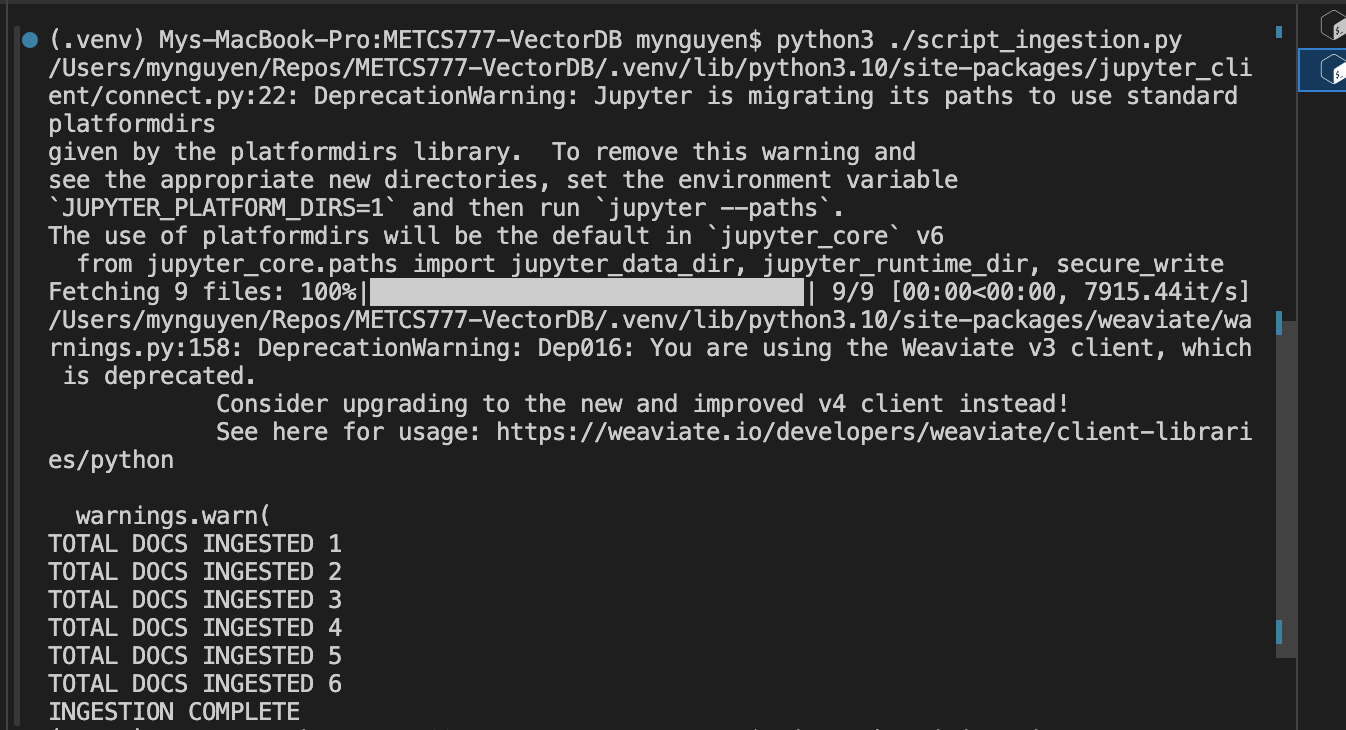 (.venv) Mys-MacBook-Pro:METCS777-VectorDB mynguyen$ python3 ./script_ingestion.py
/Users/mynguyen/Repos/METCS777-VectorDB/.venv/lib/python3.10/site-packages/jupyter_cli
ent/connect.py:22: DeprecationWarning: Jupyter is migrating its paths to use standard
platformdirs
given by the platformdirs library.  To remove this warning and
see the appropriate new directories, set the environment variable
`JUPYTER_PLATFORM_DIRS=1` and then run `jupyter --paths`.
The use of platformdirs will be the default in `jupyter_core` v6
  from jupyter_core.paths import jupyter_data_dir, jupyter_runtime_dir, secure_write
Fetching 9 files: 100%|██████████████████████████████| 9/9 [00:00<00:00, 7915.44it/s]
/Users/mynguyen/Repos/METCS777-VectorDB/.venv/lib/python3.10/site-packages/weaviate/wa
rnings.py:158: DeprecationWarning: Dep016: You are using the Weaviate v3 client, which
 is deprecated.
            Consider upgrading to the new and improved v4 client instead!
            See here for usage: https://weaviate.io/developers/weaviate/client-librari
es/python
  warnings.warn(
TOTAL DOCS INGESTED 1
TOTAL DOCS INGESTED 2
TOTAL DOCS INGESTED 3
TOTAL DOCS INGESTED 4
TOTAL DOCS INGESTED 5
TOTAL DOCS INGESTED 6
INGESTION COMPLETE